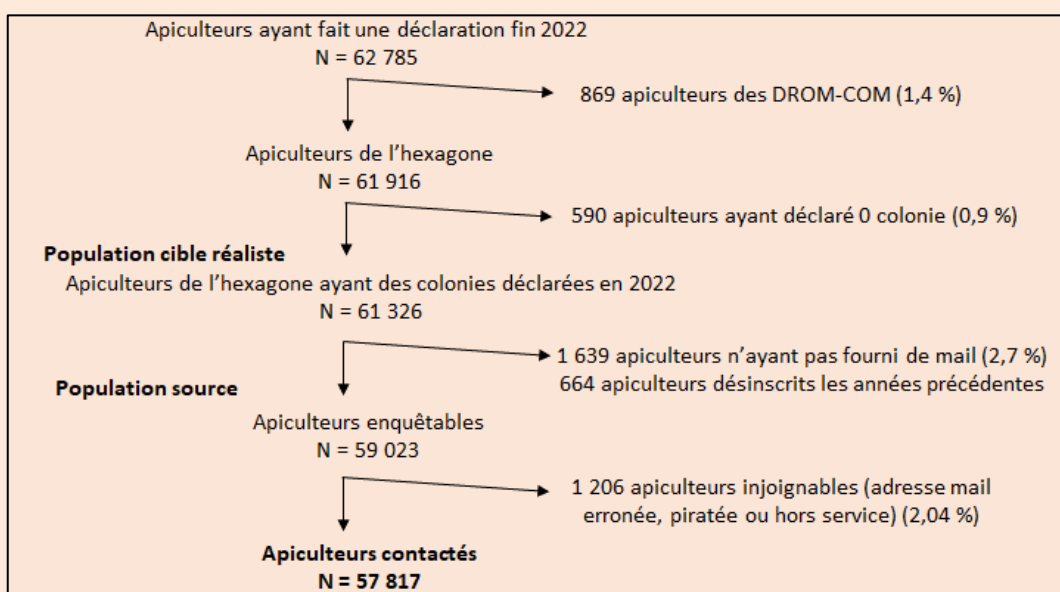 Apiculteurs ayant fait une déclaration fin 2022
N = 62 785
869 apiculteurs des DROM-COM (1,4 %)
Apiculteurs de l’hexagone
N = 61 916
590 apiculteurs ayant déclaré 0 colonie (0,9 %)
Population cible réaliste
Apiculteurs de l’hexagone ayant des colonies déclarées en 2022
N = 61 326
1 639 apiculteurs n’ayant pas fourni de mail (2,7 %)
664 apiculteurs désinscrits les années précédentes
Population source
Apiculteurs enquêtables
N = 59 023
1 206 apiculteurs injoignables (adresse mail
erronée, piratée ou hors service) (2,04 %)
Apiculteurs contactés
N = 57 817